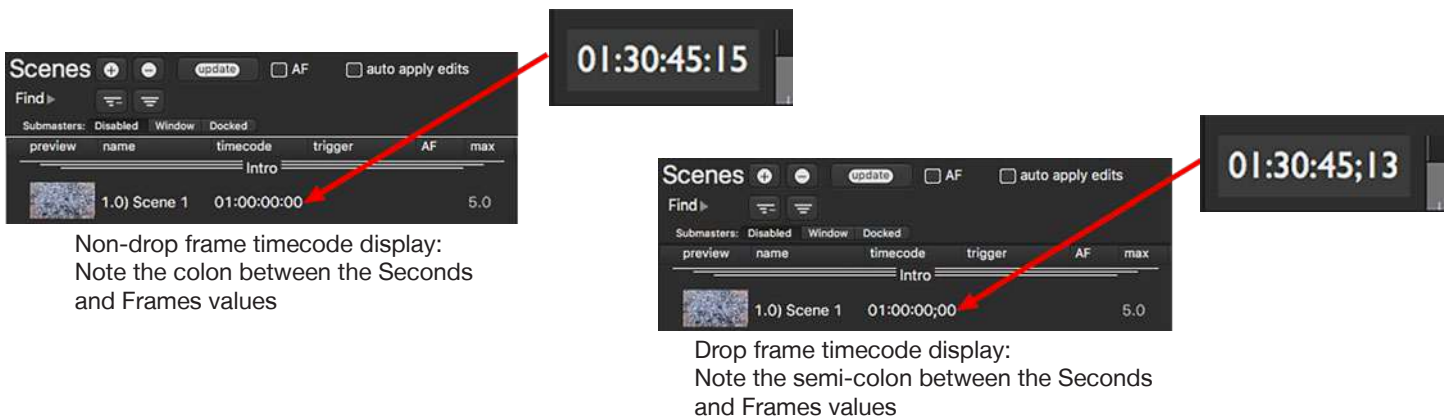 Scenes update AF auto apply edits
Find
Submasters: Disabled Window Docked
preview name timecode trigger AF max
Intro
1.0) Scene 1 01:00:00:00 5.0
01:30:45:15
Non-drop frame timecode display:
Note the colon between the Seconds
and Frames values
Scenes update AF auto apply edits
Find
Submasters: Disabled Window Docked
preview name timecode trigger AF max
Intro
1.0) Scene 1 01:00:00;00 5.0
01:30:45;13
Drop frame timecode display:
Note the semi-colon between the Seconds
and Frames values